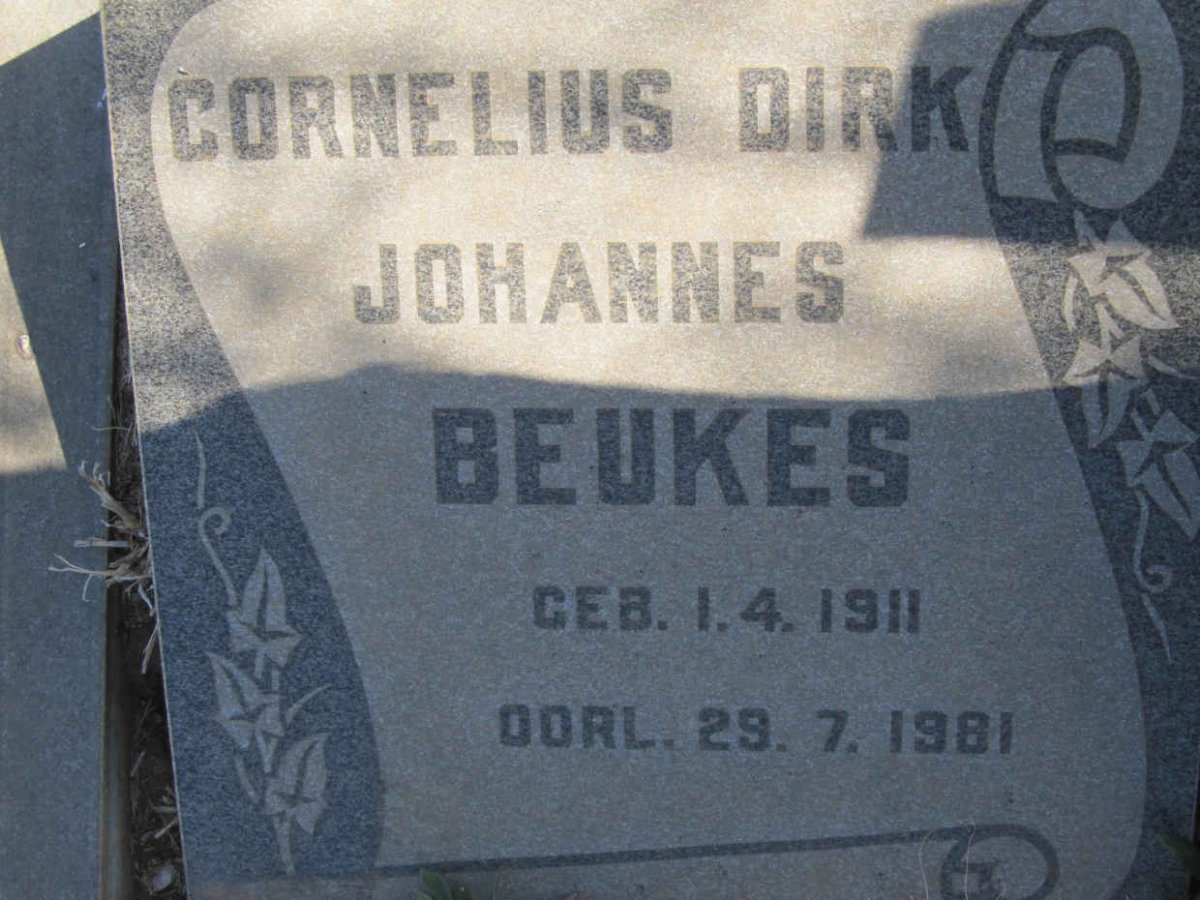 CORNELIUS DIRK
JOHANNES
BEUKES
GEB. 1. 4. 1911
OORL. 29. 7. 1981